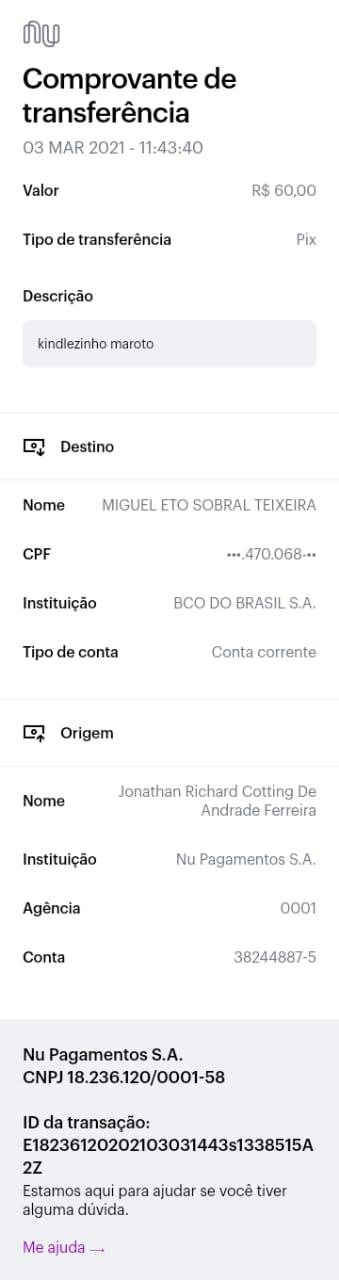 nu
Comprovante de
transferência
03 MAR 2021 - 11:43:40
Valor R$ 60,00
Tipo de transferência Pix
Descrição
kindlezinho maroto
Destino
Nome MIGUEL ETO SOBRAL TEIXEIRA
CPF •••.470.068-••
Instituição BCO DO BRASIL S.A.
Tipo de conta Conta corrente
Origem
Nome Jonathan Richard Cotting De
Andrade Ferreira
Instituição Nu Pagamentos S.A.
Agência 0001
Conta 38244887-5
Nu Pagamentos S.A.
CNPJ 18.236.120/0001-58
ID da transação:
E18236120202103031443s1338515A
2Z
Estamos aqui para ajudar se você tiver
alguma dúvida.
Me ajuda →